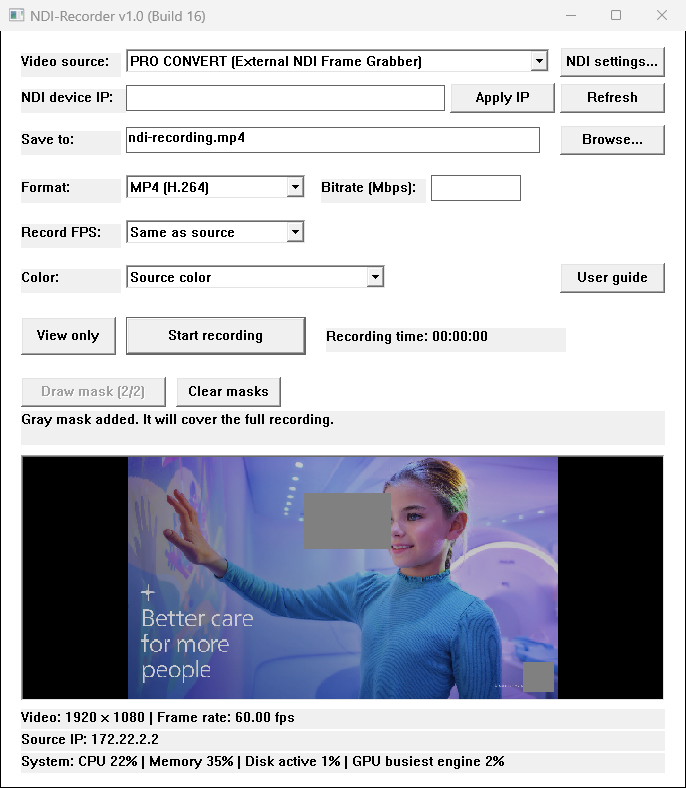 NDI-Recorder v1.0 (Build 16)
Video source: PRO CONVERT (External NDI Frame Grabber) NDI settings...
NDI device IP: Apply IP Refresh
Save to: ndi-recording.mp4 Browse...
Format: MP4 (H.264) Bitrate (Mbps):
Record FPS: Same as source
Color: Source color User guide
View only Start recording Recording time: 00:00:00
Draw mask (2/2) Clear masks
Gray mask added. It will cover the full recording.
Better care
for more
people
Video: 1920 × 1080 | Frame rate: 60.00 fps
Source IP: 172.22.2.2
System: CPU 22% | Memory 35% | Disk active 1% | GPU busiest engine 2%